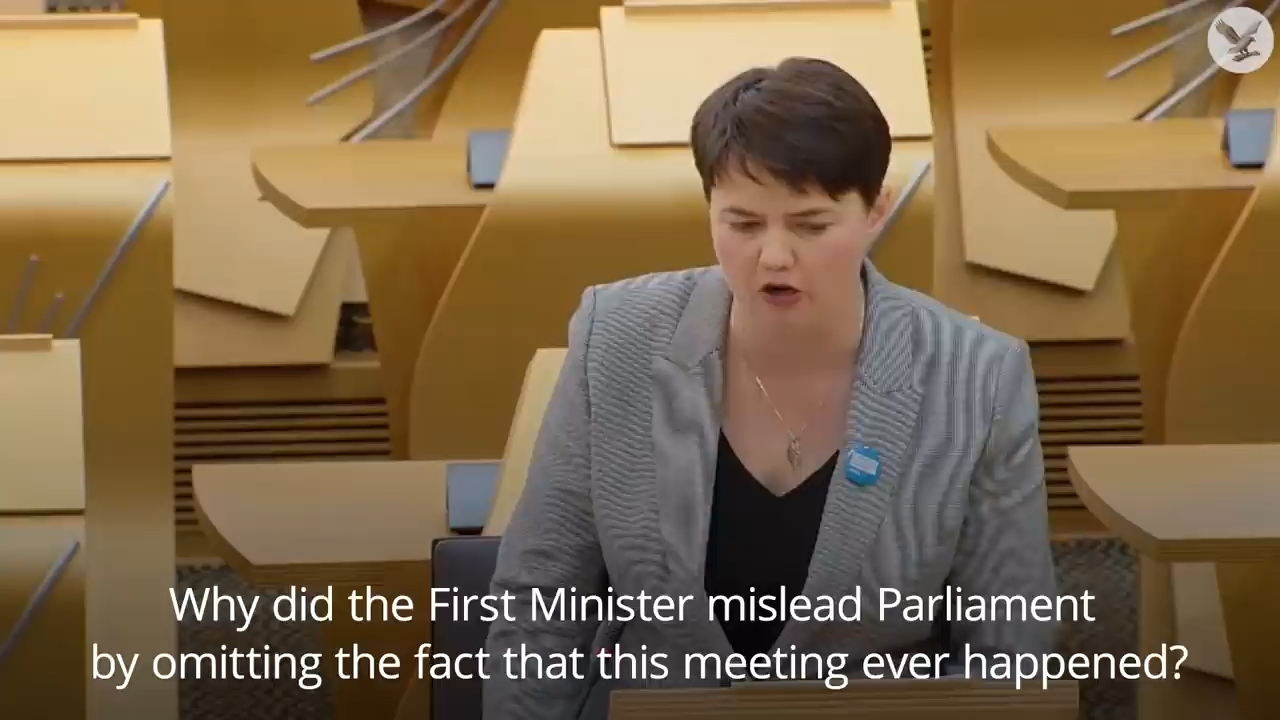 Why did the First Minister mislead Parliament
by omitting the fact that this meeting ever happened?